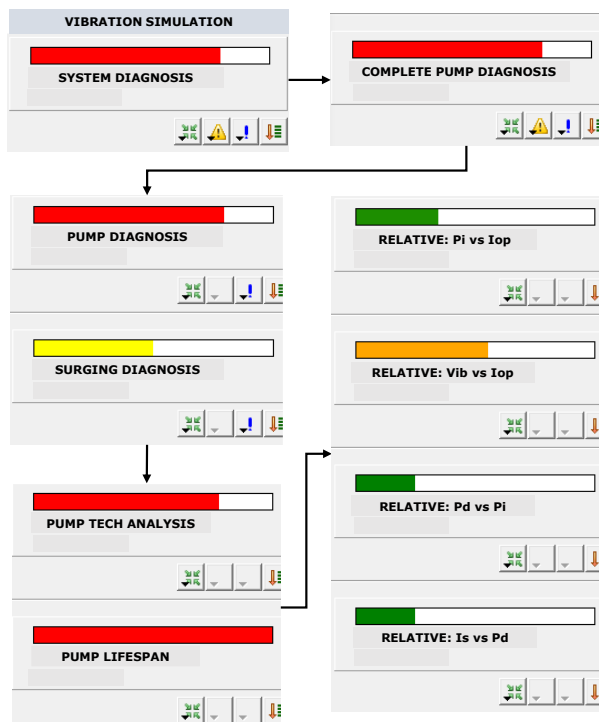 VIBRATION SIMULATION
SYSTEM DIAGNOSIS
COMPLETE PUMP DIAGNOSIS
PUMP DIAGNOSIS
SURGING DIAGNOSIS
PUMP TECH ANALYSIS
PUMP LIFESPAN
RELATIVE: Pi vs Iop
RELATIVE: Vib vs Iop
RELATIVE: Pd vs Pi
RELATIVE: Is vs Pd